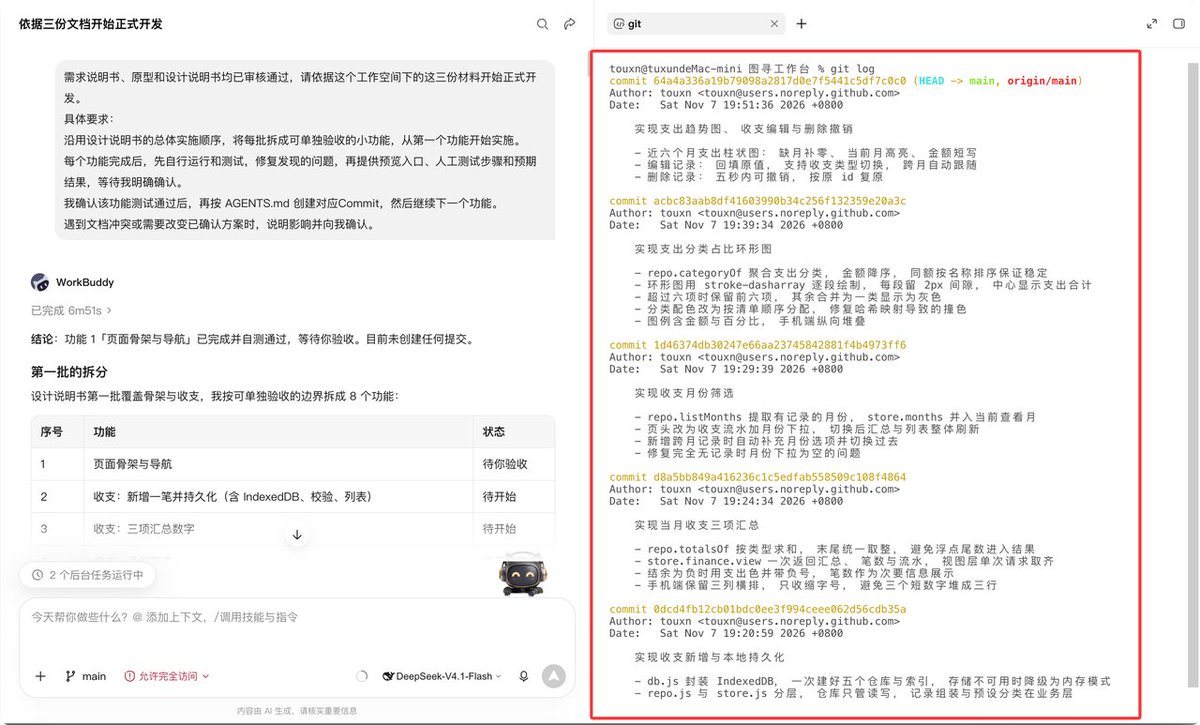 依据三份文档开始正式开发
需求说明书、原型和设计说明书均已审核通过，请依据这个工作空间下的这三份材料开始正式开
发。
具体要求：
沿用设计说明书的总体实施顺序，将每批拆成可单独验收的小功能，从第一个功能开始实施。
每个功能完成后，先自行运行和测试，修复发现的问题，再提供预览入口、人工测试步骤和预期
结果，等待我明确确认。
我确认该功能测试通过后，再按 AGENTS.md 创建对应Commit，然后继续下一个功能。
遇到文档冲突或需要改变已确认方案时，说明影响并向我确认。
WorkBuddy
已完成 6m51s >
结论：功能 1「页面骨架与导航」已完成并自测通过，等待你验收。目前未创建任何提交。
第一批的拆分
设计说明书第一批覆盖骨架与收支，我按可单独验收的边界拆成 8 个功能：
序号 功能 状态
1 页面骨架与导航 待你验收
2 收支：新增一笔并持久化（含 IndexedDB、校验、列表） 待开始
3 收支：三项汇总数字 待开始
2 个后台任务运行中
今天帮你做些什么？@ 添加上下文，/调用技能与指令
main 允许完全访问 DeepSeek-V4.1-Flash
内容由 AI 生成，请核实重要信息
git
touxn@tuxundeMac-mini 图寻工作台 % git log
commit 64a4a336a19b79098a2817d0e7f5441c5df7c0c0 (HEAD -> main, origin/main)
Author: touxn <touxn@users.noreply.github.com>
Date:   Sat Nov 7 19:51:36 2026 +0800
实现支出趋势图、收支编辑与删除撤销
- 近六个月支出柱状图：缺月补零、当前月高亮、金额短写
- 编辑记录：回填原值，支持收支类型切换，跨月自动跟随
- 删除记录：五秒内可撤销，按原 id 复原
commit acbc83aab8df41603990b34c256f132359e20a3c
Author: touxn <touxn@users.noreply.github.com>
Date:   Sat Nov 7 19:39:34 2026 +0800
实现支出分类占比环形图
- repo.categoryOf 聚合支出分类，金额降序，同额按名称排序保证稳定
- 环形图用 stroke-dasharray 逐段绘制，每段留 2px 间隙，中心显示支出合计
- 超过六项时保留前六项，其余合并为一类显示为灰色
- 分类配色改为按清单顺序分配，修复哈希映射导致的撞色
- 图例含金额与百分比，手机端纵向堆叠
commit 1d46374db30247e66aa23745842881f4b4973ff6
Author: touxn <touxn@users.noreply.github.com>
Date:   Sat Nov 7 19:29:39 2026 +0800
实现收支月份筛选
- repo.listMonths 提取有记录的月份，store.months 并入当前查看月
- 页头改为收支流水加月份下拉，切换后汇总与列表整体刷新
- 新增跨月记录时自动补充月份选项并切换过去
- 修复完全无记录时月份下拉为空的问题
commit d8a5bb849a416236c1c5edfab558509c108f4864
Author: touxn <touxn@users.noreply.github.com>
Date:   Sat Nov 7 19:24:34 2026 +0800
实现当月收支三项汇总
- repo.totalsOf 按类型求和，末尾统一取整，避免浮点尾数进入结果
- store.finance.view 一次返回汇总、笔数与流水，视图层单次请求取齐
- 结余为负时用支出色并带负号，笔数作为次要信息展示
- 手机端保留三列横排，只收缩字号，避免三个短数字堆成三行
commit 0dcd4fb12cb01bdc0ee3f994ceee062d56cdb35a
Author: touxn <touxn@users.noreply.github.com>
Date:   Sat Nov 7 19:20:59 2026 +0800
实现收支新增与本地持久化
- db.js 封装 IndexedDB，一次建好五个仓库与索引，存储不可用时降级为内存模式
- repo.js 与 store.js 分层，仓库只管读写，记录组装与预设分类在业务层